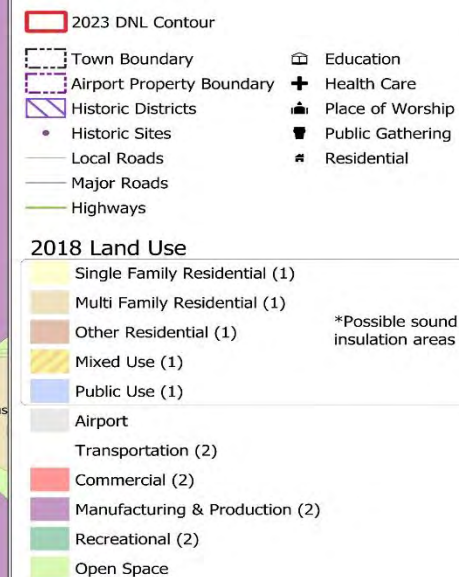 2023 DNL Contour
Town Boundary
Airport Property Boundary
Historic Districts
Historic Sites
Local Roads
Major Roads
Highways
Education
Health Care
Place of Worship
Public Gathering
Residential
2018 Land Use
Single Family Residential (1)
Multi Family Residential (1)
Other Residential (1)
Mixed Use (1)
Public Use (1)
*Possible sound
insulation areas
Airport
Transportation (2)
Commercial (2)
Manufacturing & Production (2)
Recreational (2)
Open Space